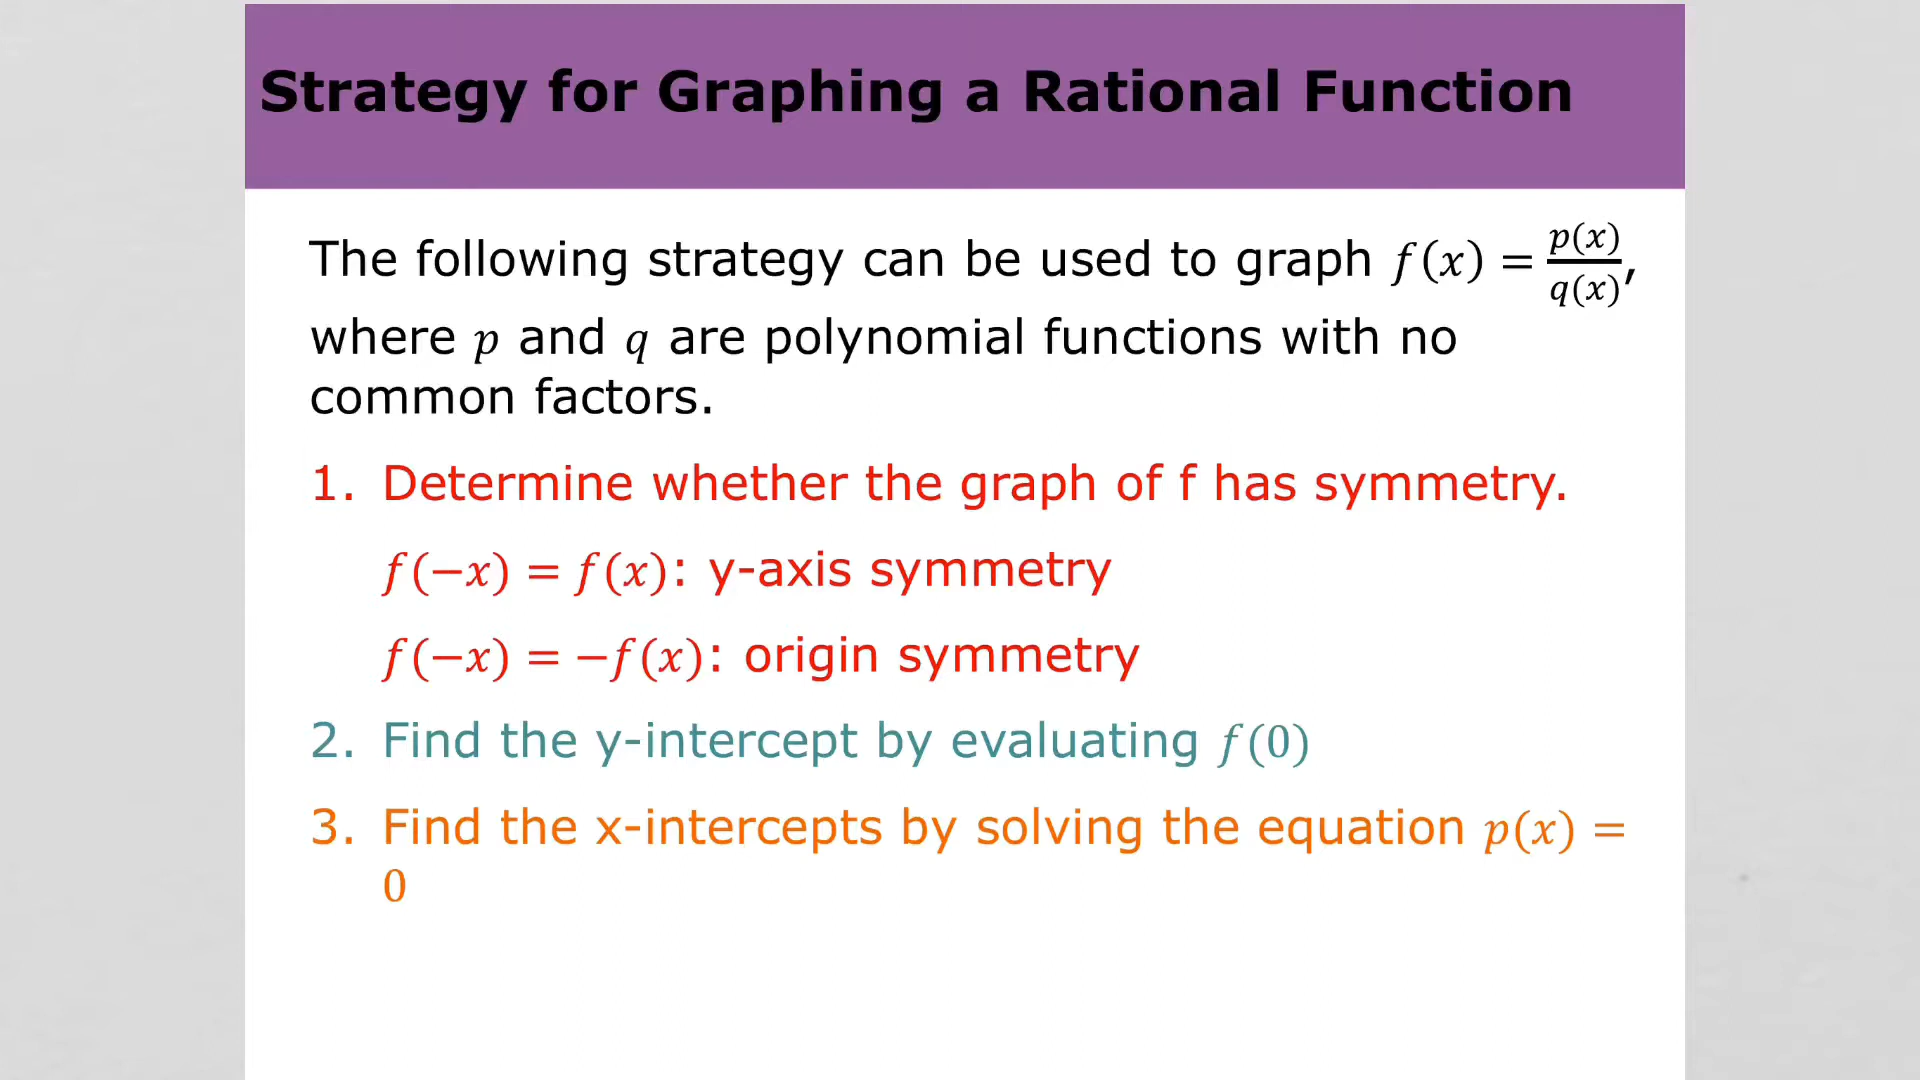 Strategy for Graphing a Rational Function
The following strategy can be used to graph f(x) = p(x)/q(x),
where p and q are polynomial functions with no
common factors.
1. Determine whether the graph of f has symmetry.
f(−x) = f(x): y-axis symmetry
f(−x) = −f(x): origin symmetry
2. Find the y-intercept by evaluating f(0)
3. Find the x-intercepts by solving the equation p(x) =
0